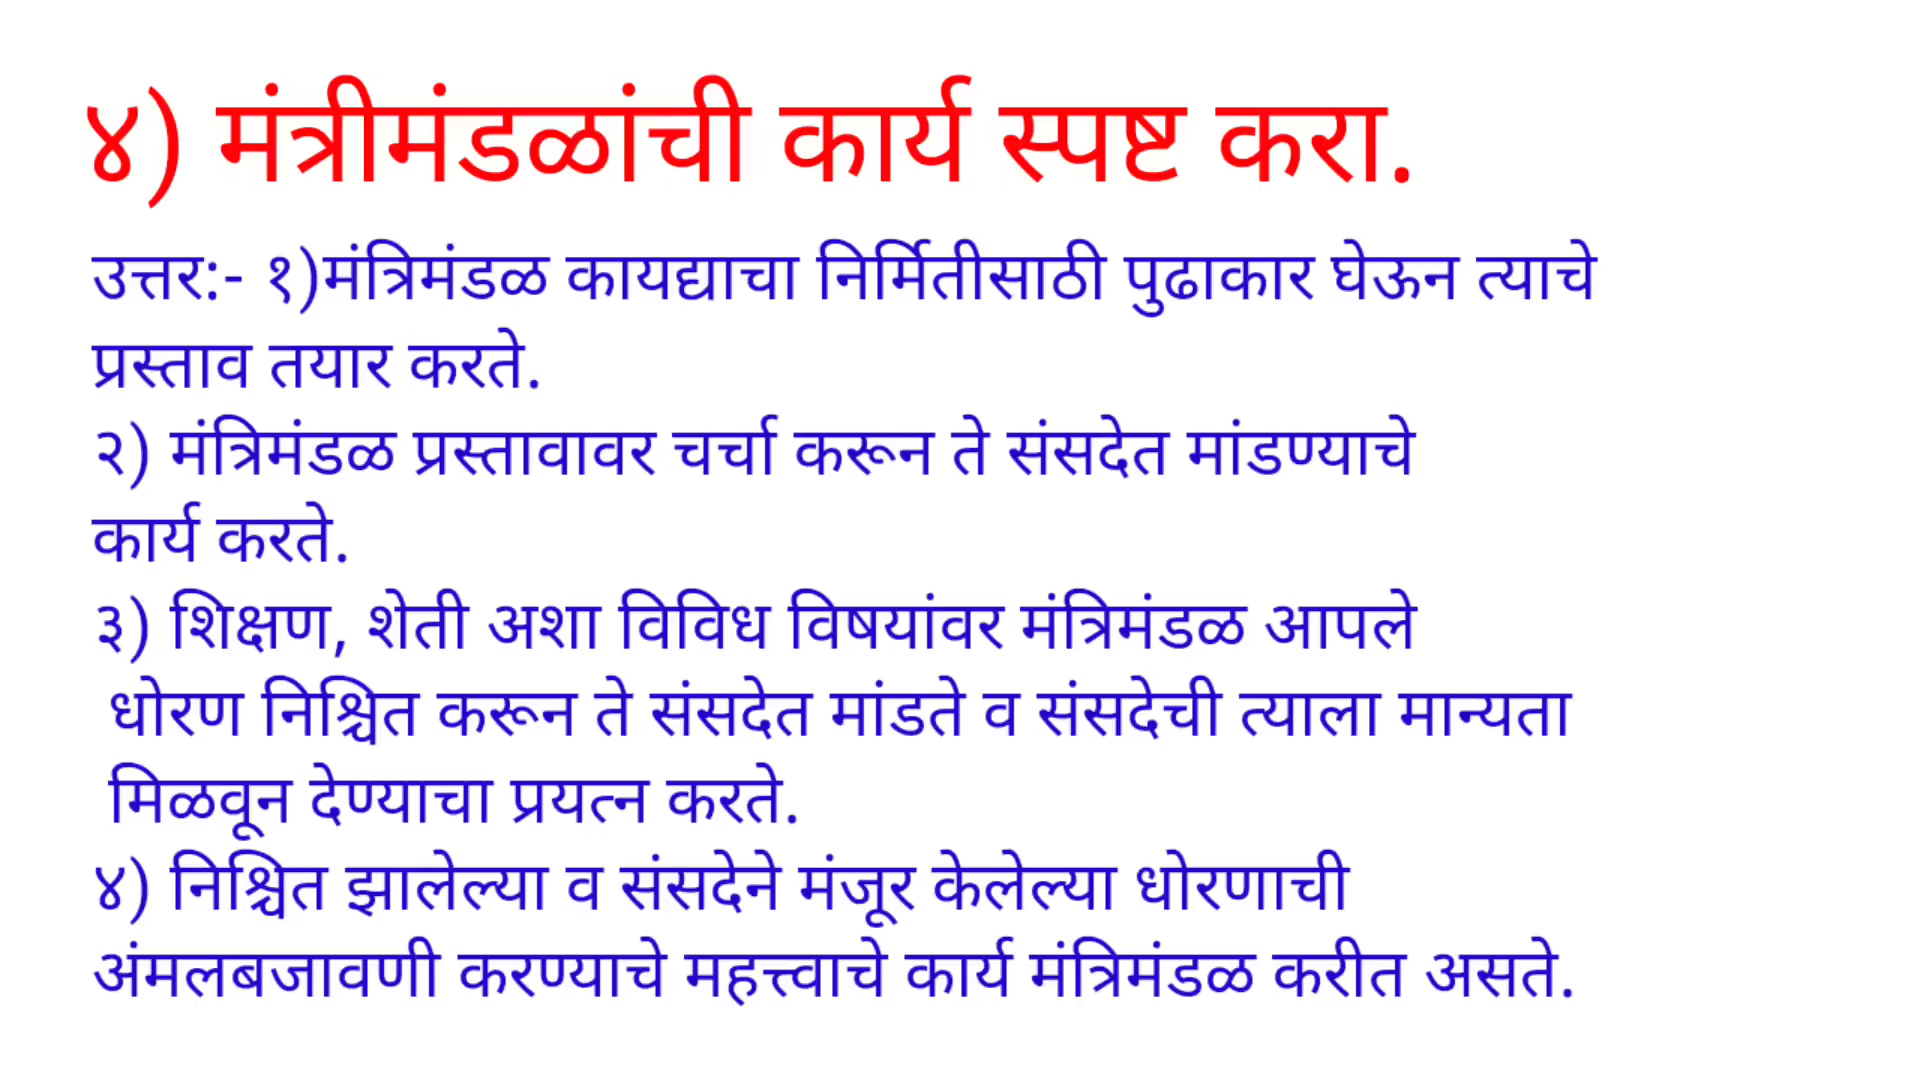 ४) मंत्रीमंडळांची कार्य स्पष्ट करा.
उत्तर:- १)मंत्रिमंडळ कायद्याचा निर्मितीसाठी पुढाकार घेऊन त्याचे
प्रस्ताव तयार करते.
२) मंत्रिमंडळ प्रस्तावावर चर्चा करून ते संसदेत मांडण्याचे
कार्य करते.
३) शिक्षण, शेती अशा विविध विषयांवर मंत्रिमंडळ आपले
धोरण निश्चित करून ते संसदेत मांडते व संसदेची त्याला मान्यता
मिळवून देण्याचा प्रयत्न करते.
४) निश्चित झालेल्या व संसदेने मंजूर केलेल्या धोरणाची
अंमलबजावणी करण्याचे महत्त्वाचे कार्य मंत्रिमंडळ करीत असते.